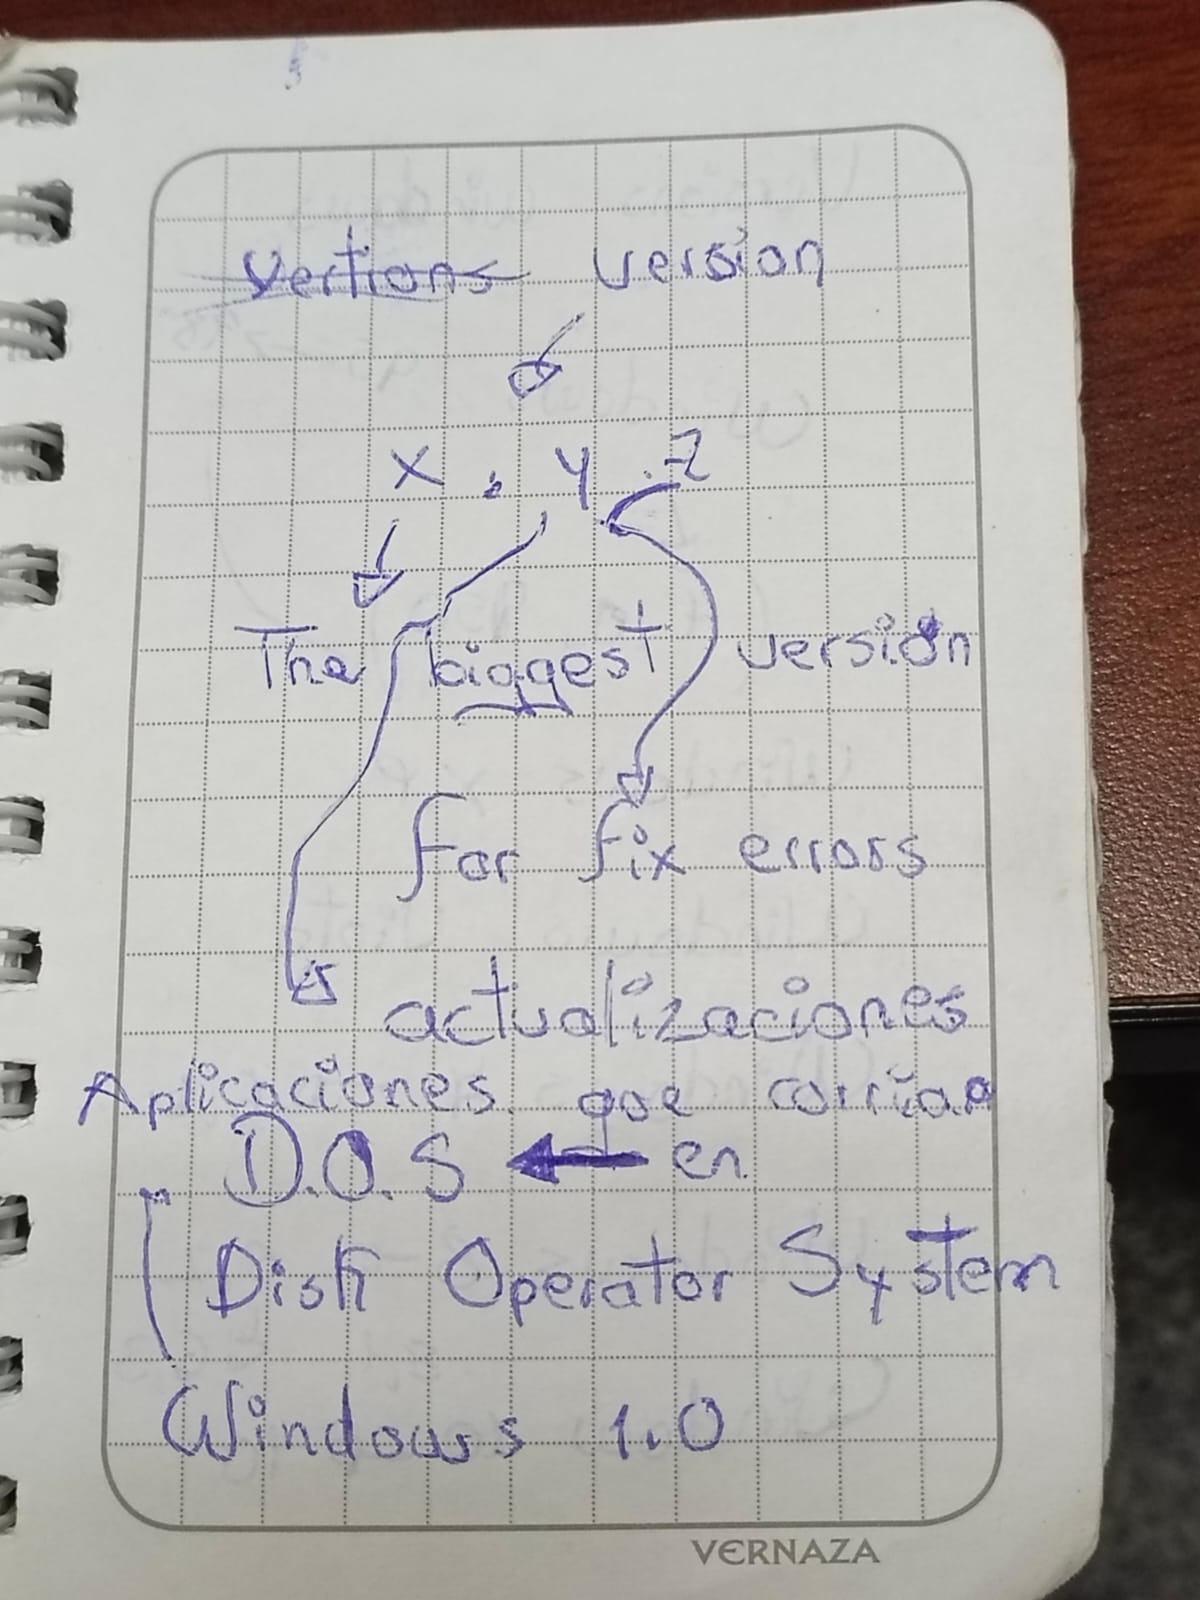 vertions version
x . y . z
The biggest version
for fix errors
actualizaciones
Aplicaciones que corrían
D.O.S en
Disk Operator System
Windows 1.0
VERNAZA